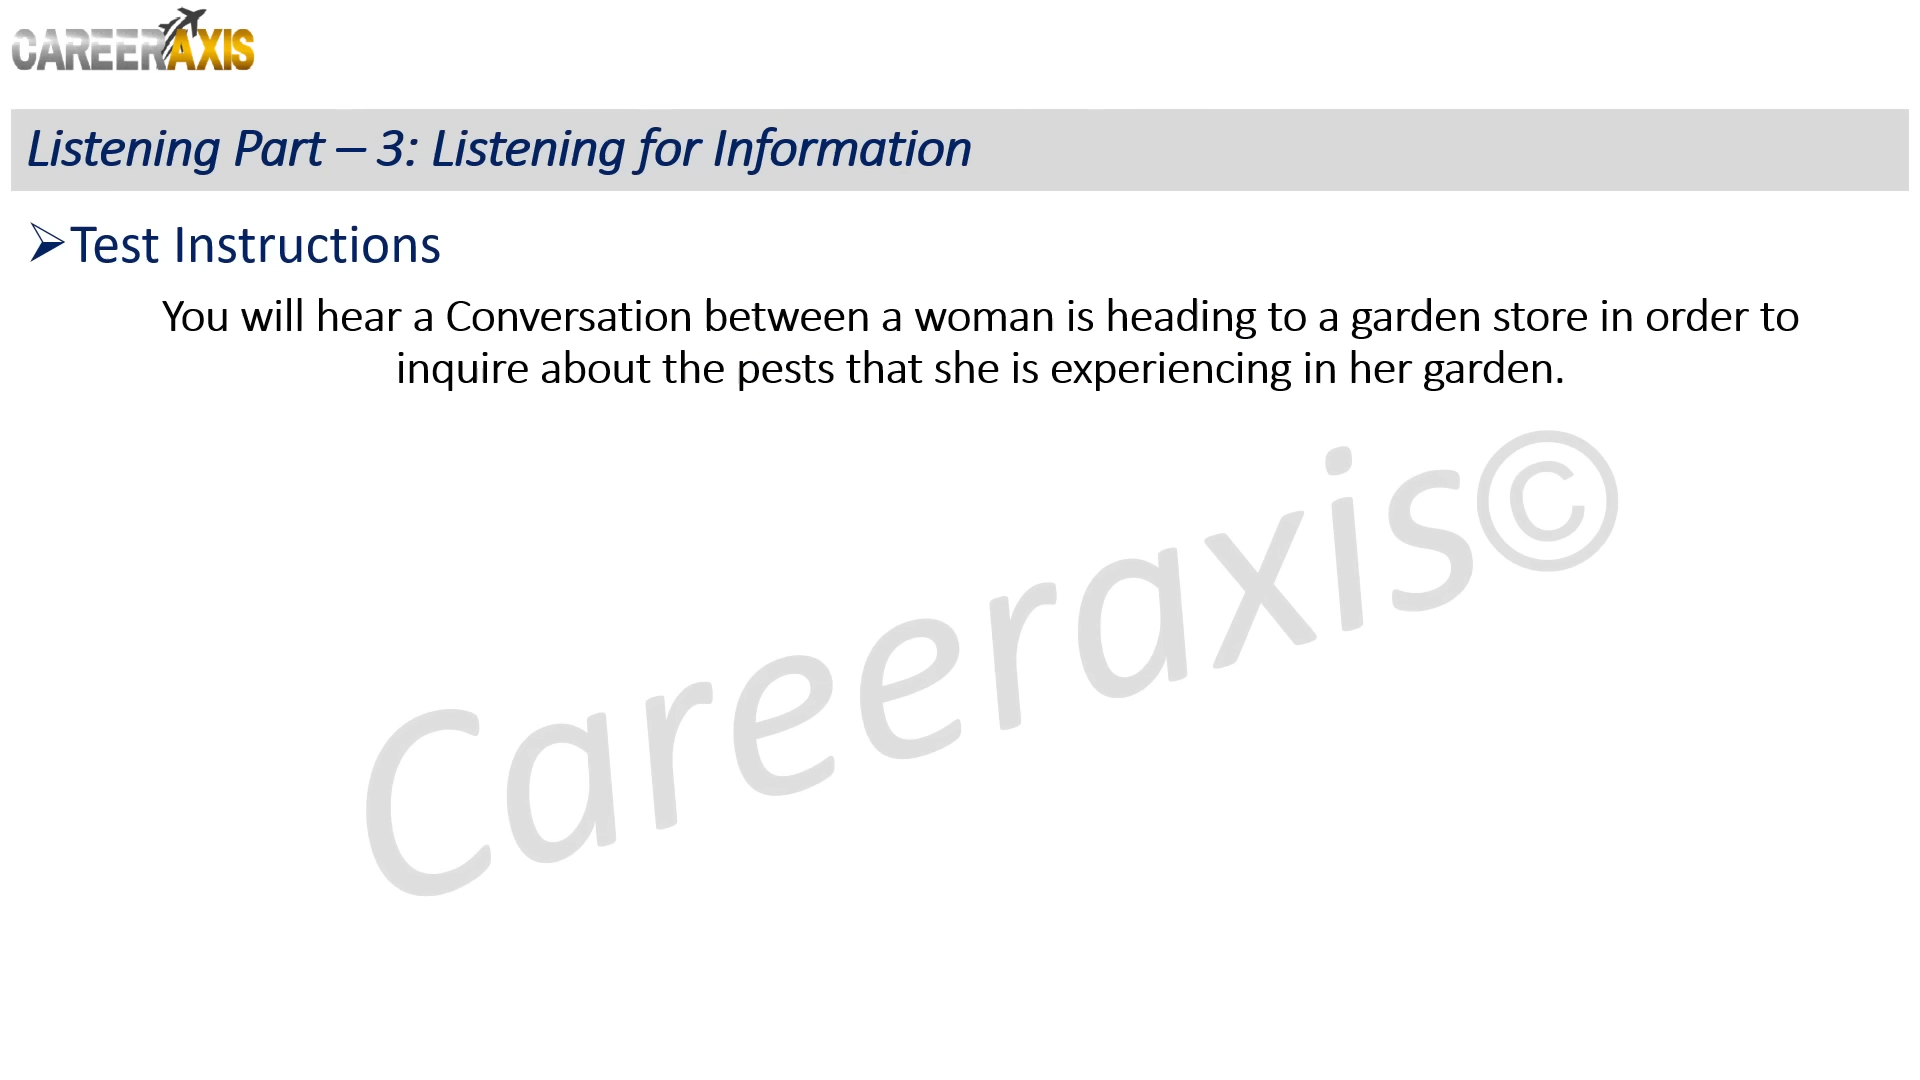 CAREERAXIS
Listening Part – 3: Listening for Information
Test Instructions
You will hear a Conversation between a woman is heading to a garden store in order to
inquire about the pests that she is experiencing in her garden.
Careeraxis©